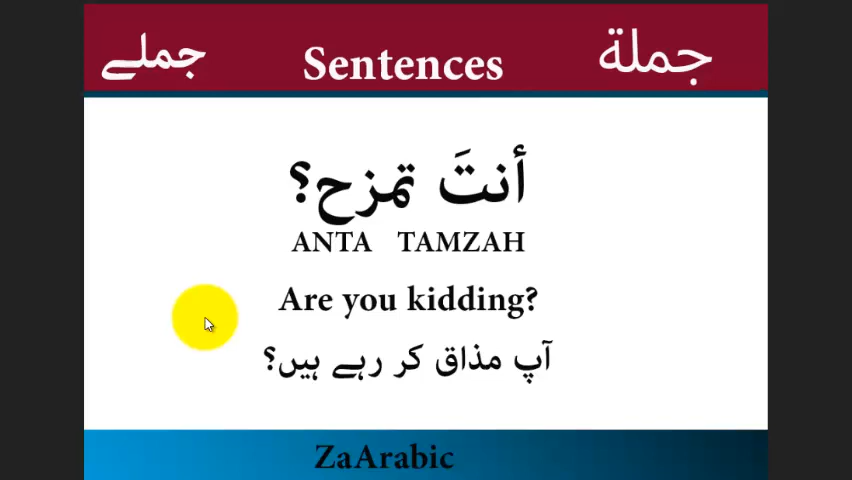 جملے Sentences جملة
أنتَ تمزح؟
ANTA TAMZAH
Are you kidding?
آپ مذاق کر رہے ہیں؟
ZaArabic